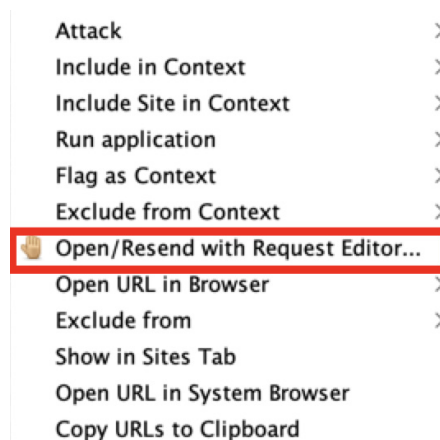 Attack
Include in Context
Include Site in Context
Run application
Flag as Context
Exclude from Context
Open/Resend with Request Editor...
Open URL in Browser
Exclude from
Show in Sites Tab
Open URL in System Browser
Copy URLs to Clipboard